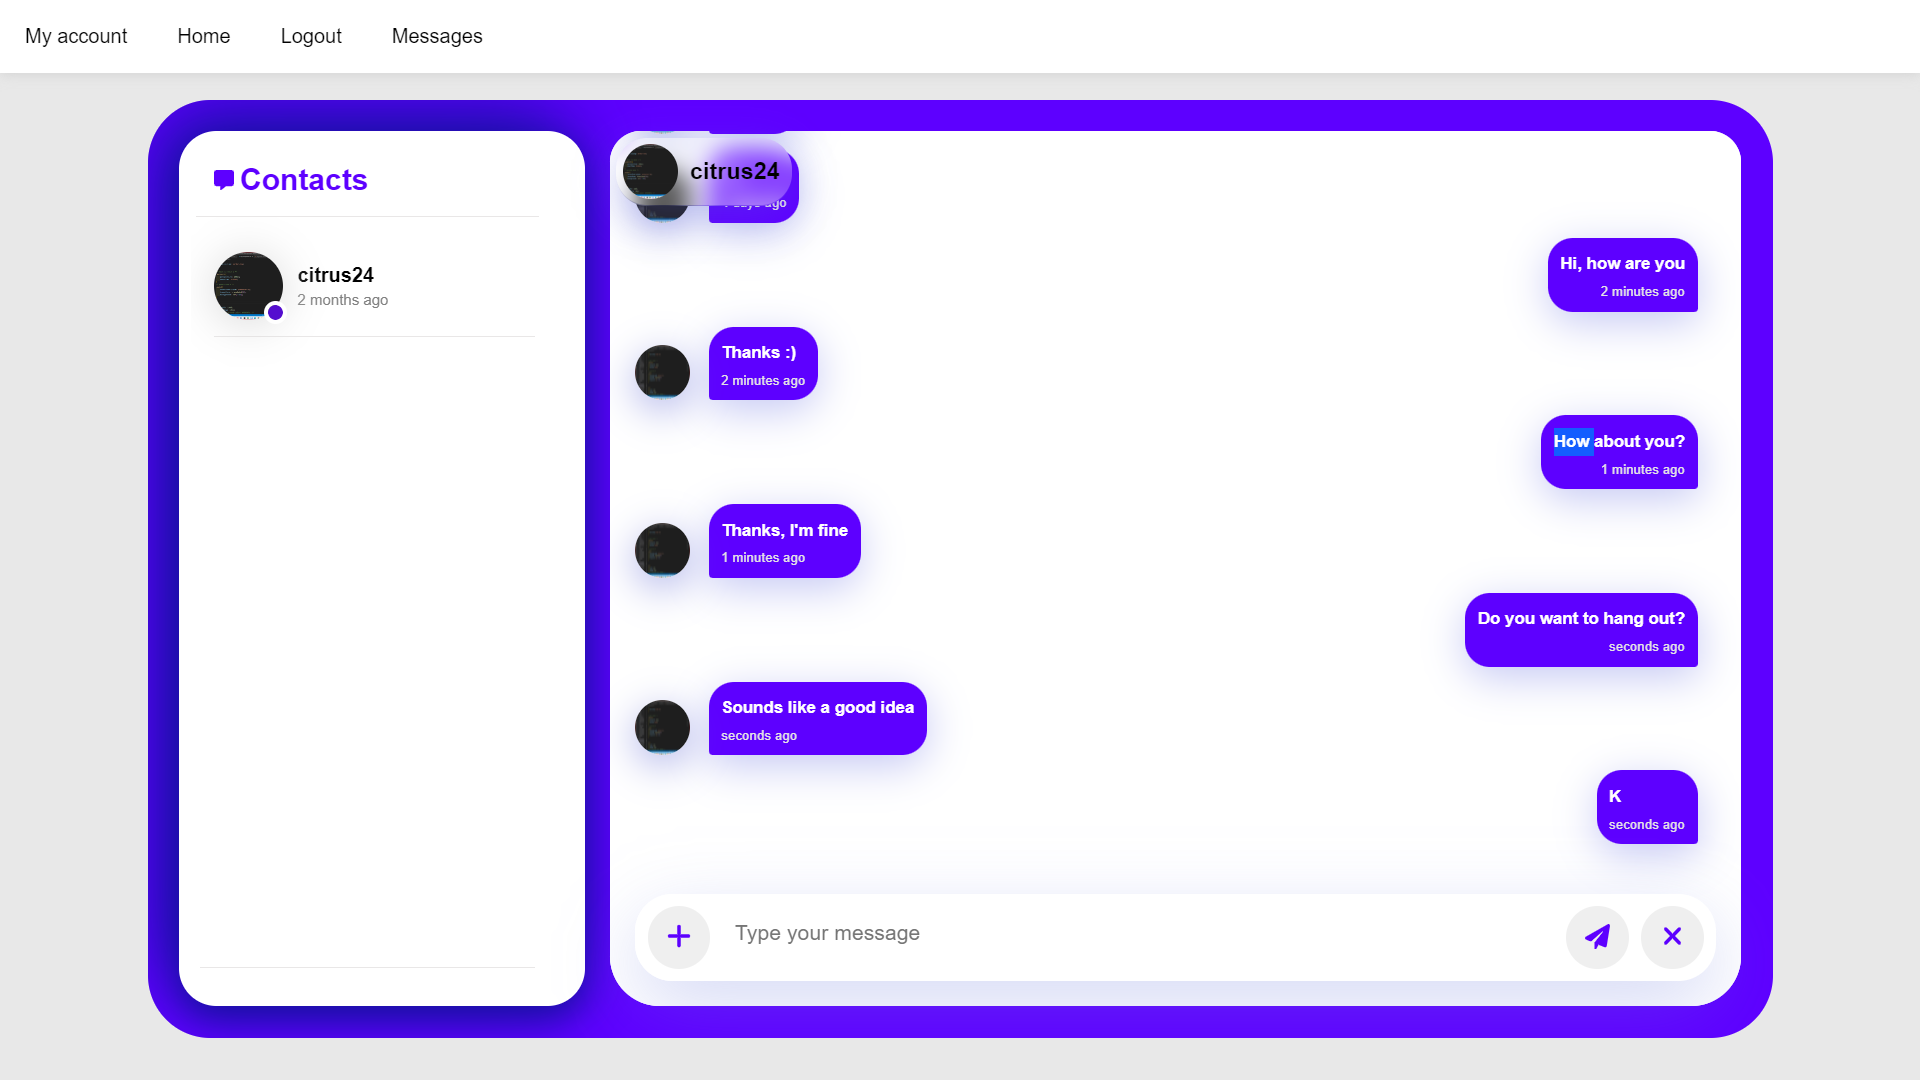 My account
Home
Logout
Messages
Contacts
citrus24
2 months ago
citrus24
days ago
Hi, how are you
2 minutes ago
Thanks :)
2 minutes ago
How about you?
1 minutes ago
Thanks, I'm fine
1 minutes ago
Do you want to hang out?
seconds ago
Sounds like a good idea
seconds ago
K
seconds ago
Type your message